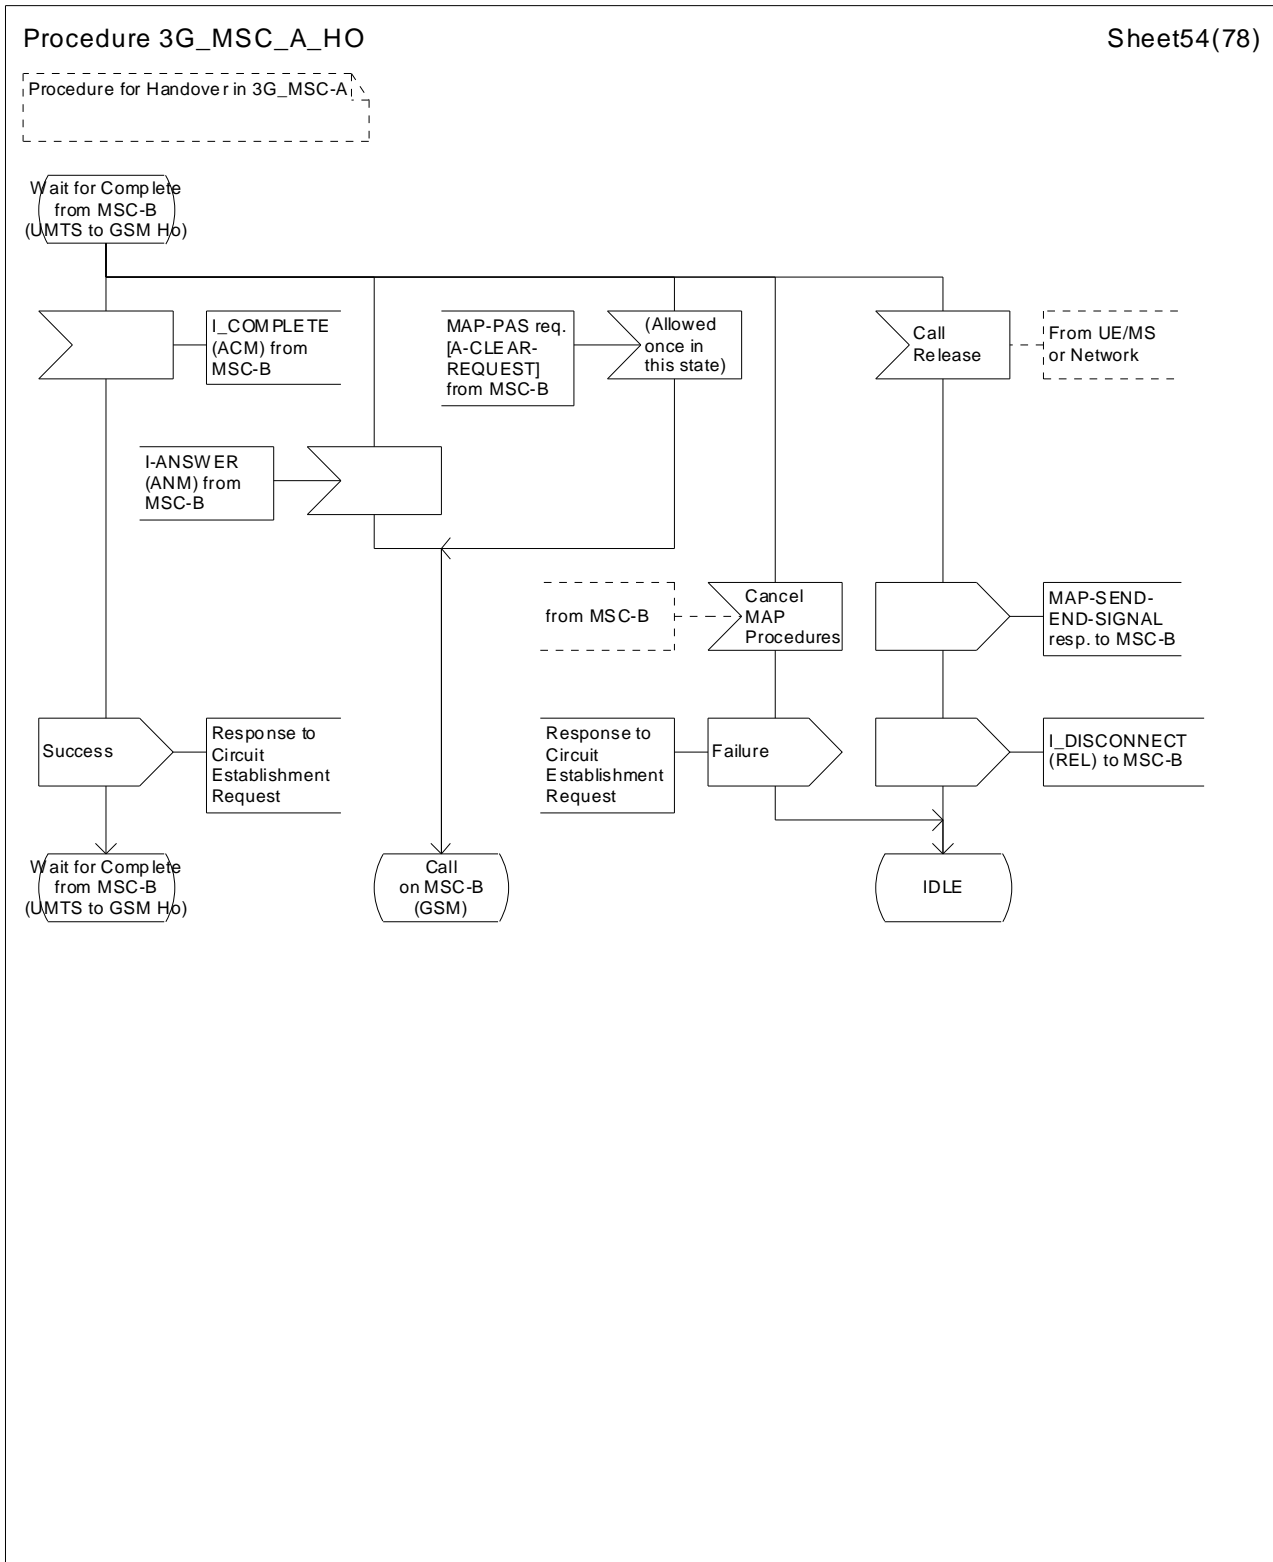 Procedure 3G_MSC_A_HO
Sheet54(78)
Procedure for Handover in 3G_MSC-A
Wait for Complete
from MSC-B
(UMTS to GSM Ho)
I_COMPLETE
(ACM) from
MSC-B
MAP-PAS req.
[A-CLEAR-
REQUEST]
from MSC-B
(Allowed
once in
this state)
Call
Release
From UE/MS
or Network
I-ANSWER
(ANM) from
MSC-B
from MSC-B
Cancel
MAP
Procedures
MAP-SEND-
END-SIGNAL
resp. to MSC-B
Success
Response to
Circuit
Establishment
Request
Response to
Circuit
Establishment
Request
Failure
I_DISCONNECT
(REL) to MSC-B
Wait for Complete
from MSC-B
(UMTS to GSM Ho)
Call
on MSC-B
(GSM)
IDLE